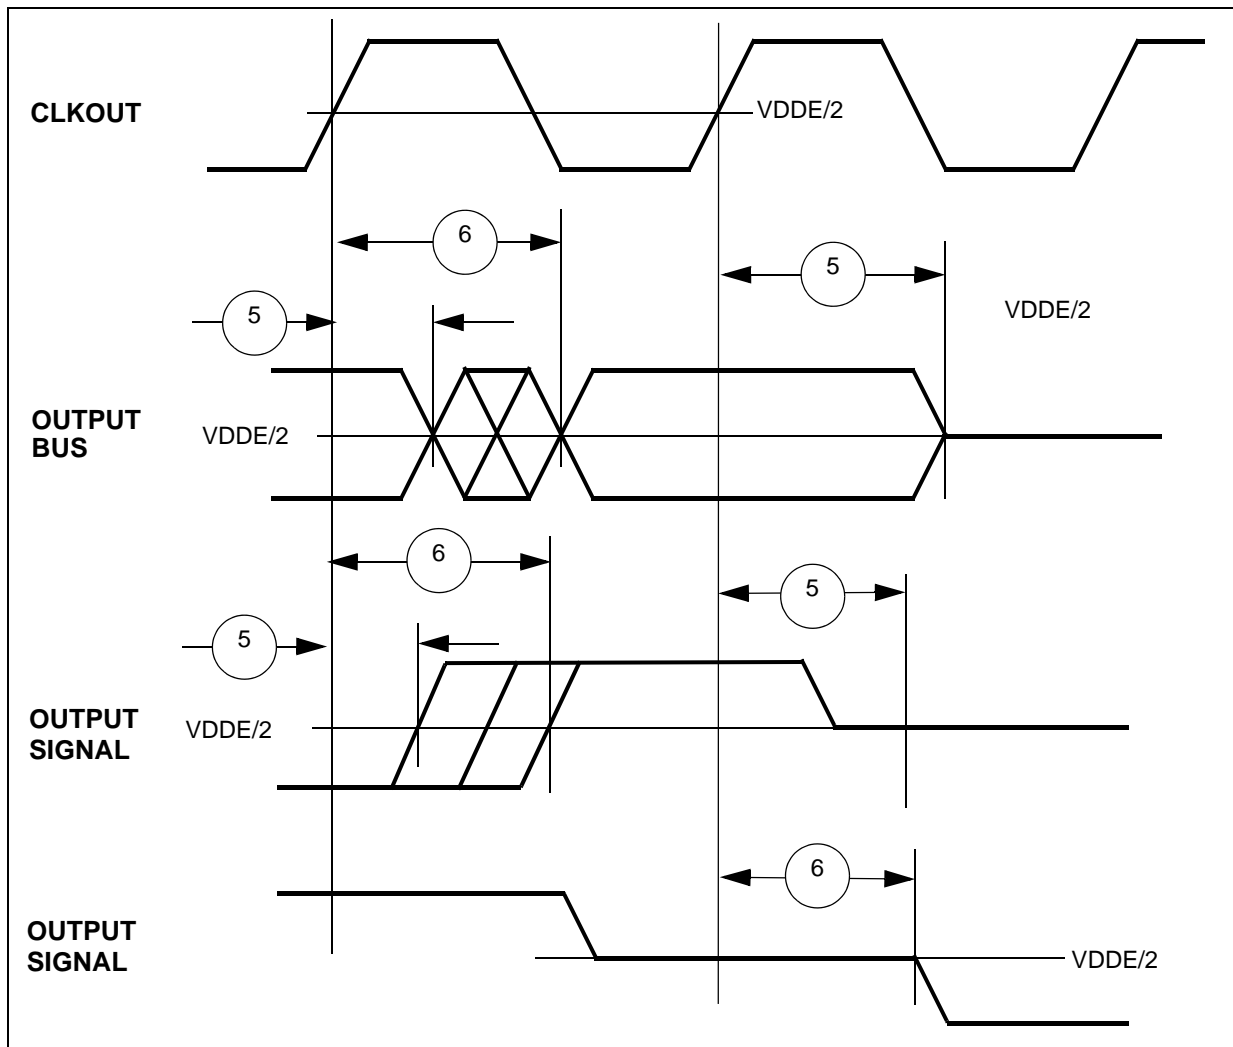 CLKOUT
VDDE/2
6
5
5
VDDE/2
OUTPUT
BUS
VDDE/2
6
5
5
OUTPUT
SIGNAL
VDDE/2
6
OUTPUT
SIGNAL
VDDE/2